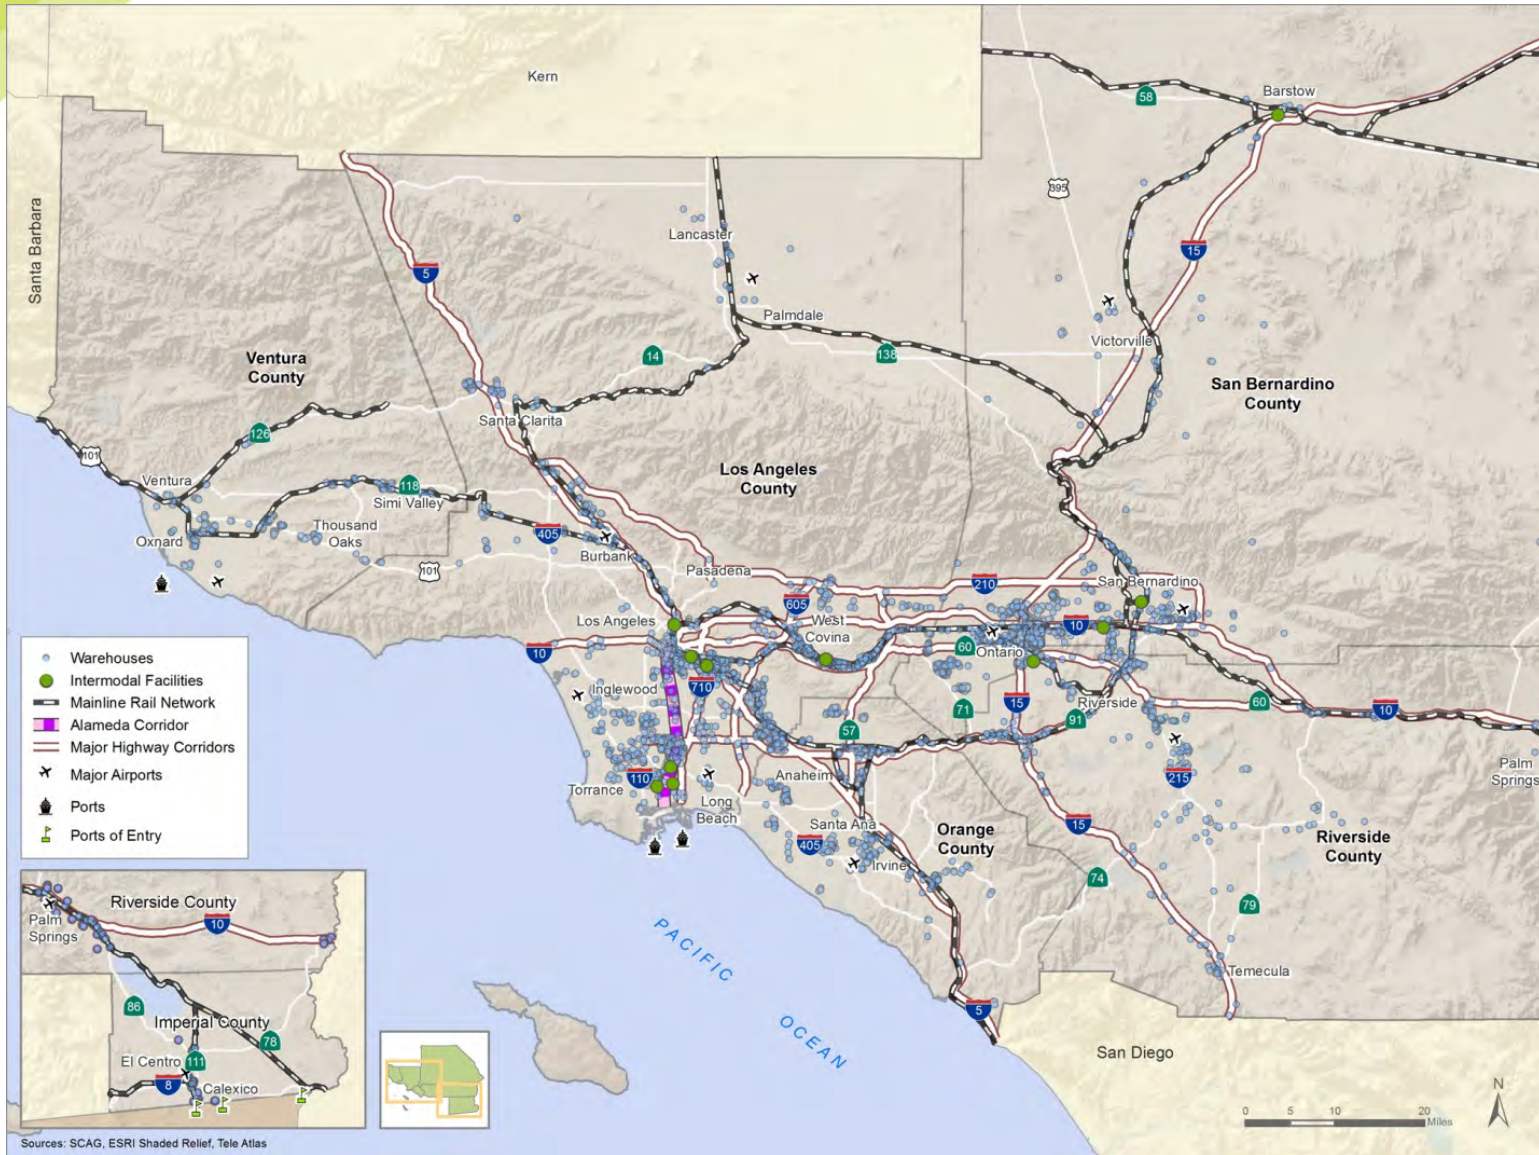 Kern
Barstow
58
395
Santa Barbara
Lancaster
5
15
Palmdale
Victorville
Ventura
County
14
138
San Bernardino
County
Santa Clarita
126
101
Los Angeles
County
Ventura
118
Simi Valley
Thousand
Oaks
Oxnard
405
Burbank
101
Pasadena
210
San Bernardino
605
Los Angeles
West
Covina
10
10
60
Ontario
Inglewood
710
15
71
Riverside
91
60
10
57
Palm
Springs
110
Torrance
Anaheim
215
Long
Beach
Santa Ana
405
Irvine
Orange
County
15
Riverside
County
74
79
Temecula
5
San Diego
PACIFIC
OCEAN
Warehouses
Intermodal Facilities
Mainline Rail Network
Alameda Corridor
Major Highway Corridors
Major Airports
Ports
Ports of Entry
Riverside County
10
Palm
Springs
86
Imperial County
78
El Centro
111
8
Calexico
N
0 5 10 20
Miles
Sources: SCAG, ESRI Shaded Relief, Tele Atlas